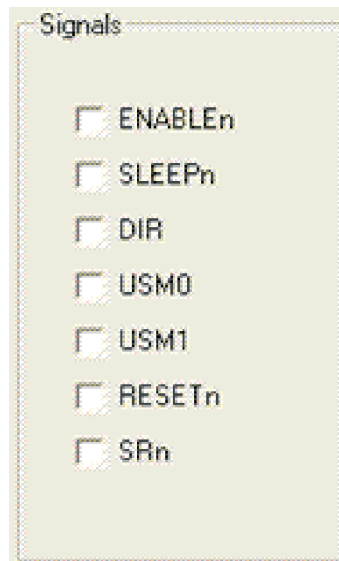 Signals
ENABLEn
SLEEPn
DIR
USM0
USM1
RESETn
SRn